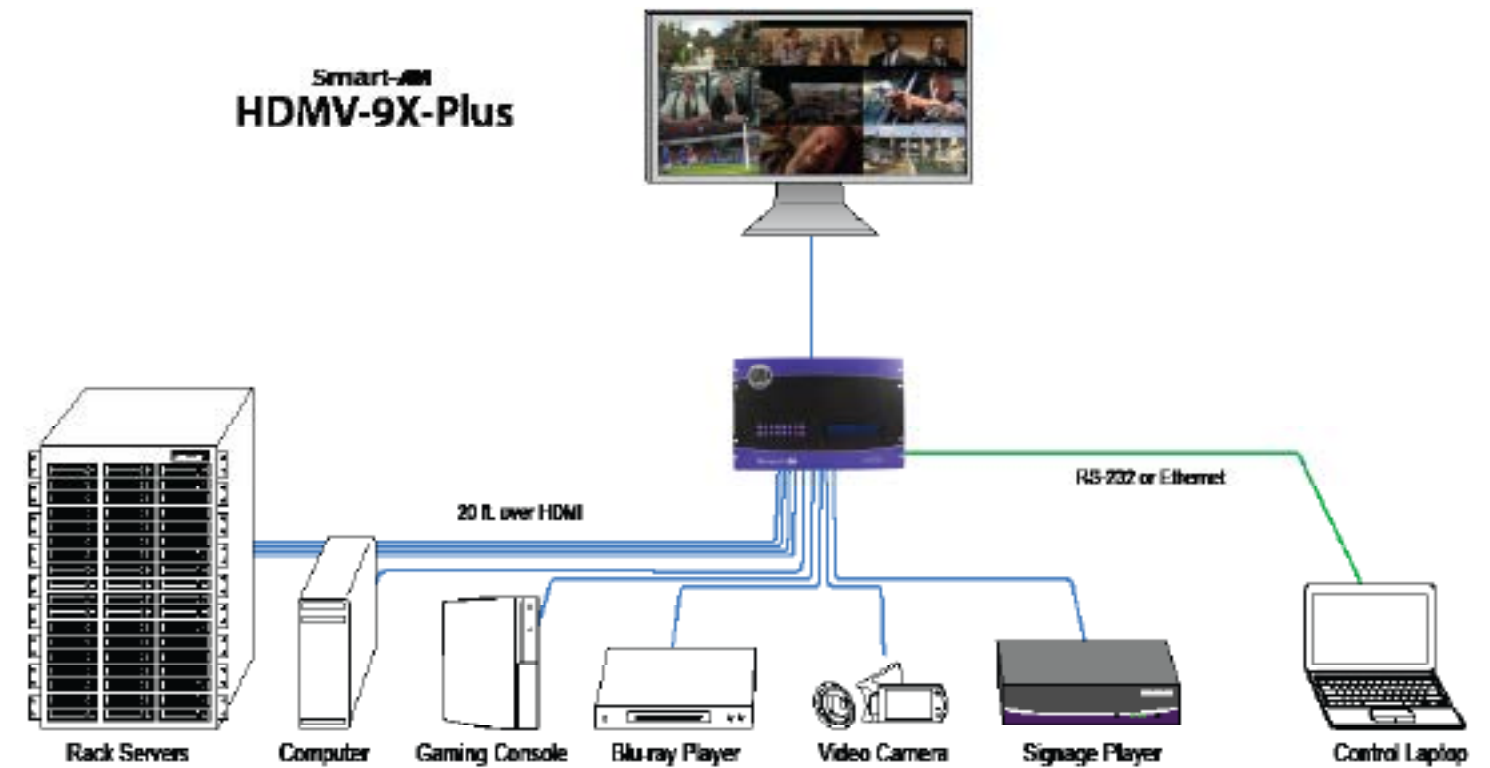 Smart-AVI
HDMV-9X-Plus
20 ft. over HDMI
RS-232 or Ethernet
Rack Servers
Computer
Gaming Console
Blu-ray Player
Video Camera
Signage Player
Control Laptop